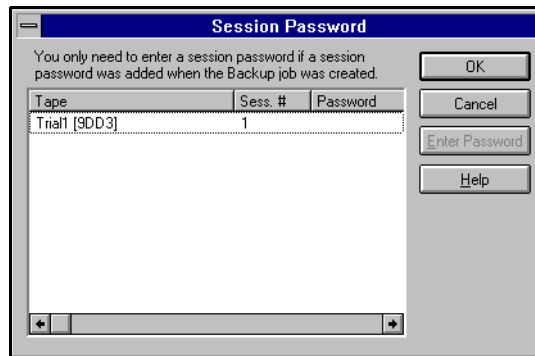 Session Password
You only need to enter a session password if a session
password was added when the Backup job was created.
OK
Cancel
Enter Password
Help
Tape Sess. # Password
Trial1 [9DD3] 1